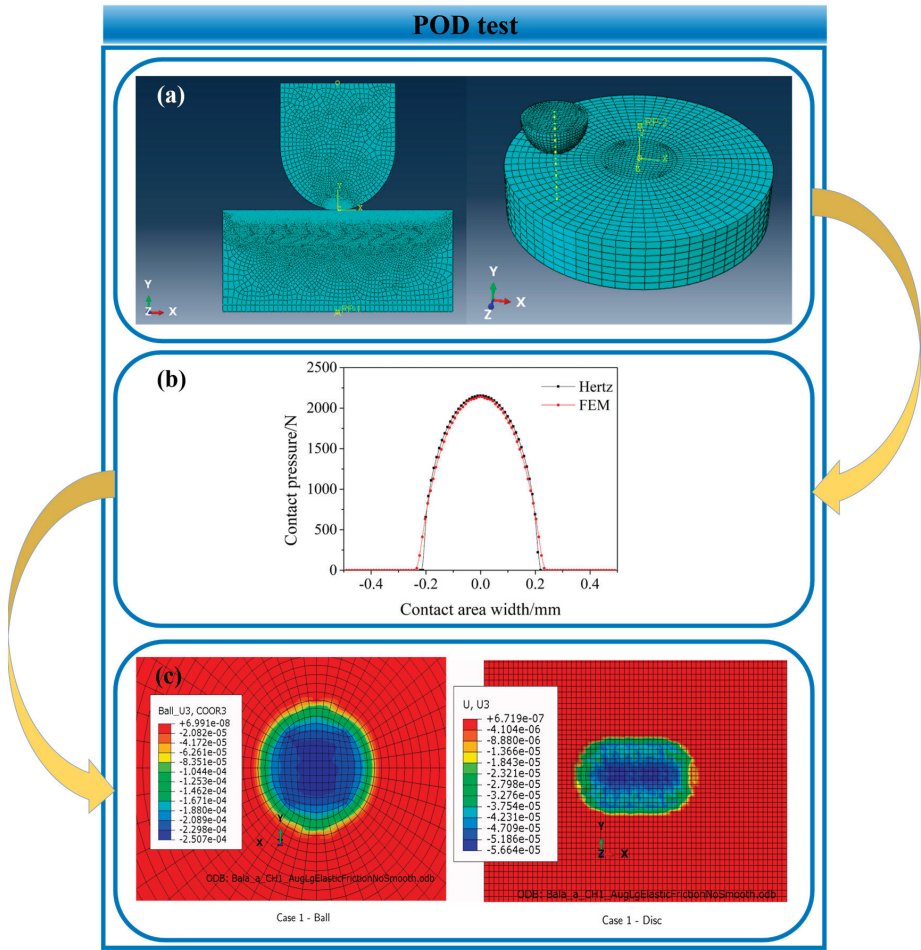 POD test
(a)
Y
X
RP-1
Y
Z
X
RP-2
Y
X
Y
X
Z
(b)
2500
2000
1500
1000
500
0
Contact pressure/N
Hertz
FEM
-0.4
-0.2
0.0
0.2
0.4
Contact area width/mm
(c)
Ball_U3, COOR3
+6.991e-08
-2.082e-05
-4.172e-05
-6.261e-05
-8.351e-05
-1.044e-04
-1.253e-04
-1.462e-04
-1.671e-04
-1.880e-04
-2.089e-04
-2.298e-04
-2.507e-04
Y
X
ODB: Bala_a_CH1_AugLgElasticFrictionNoSmooth.odb
Case 1 - Ball
U, U3
+6.719e-07
-4.104e-06
-8.880e-06
-1.366e-05
-1.843e-05
-2.321e-05
-2.798e-05
-3.276e-05
-3.754e-05
-4.231e-05
-4.709e-05
-5.186e-05
-5.664e-05
Y
Z
X
ODB: Bala_a_CH1_AugLgElasticFrictionNoSmooth.odb
Case 1 - Disc